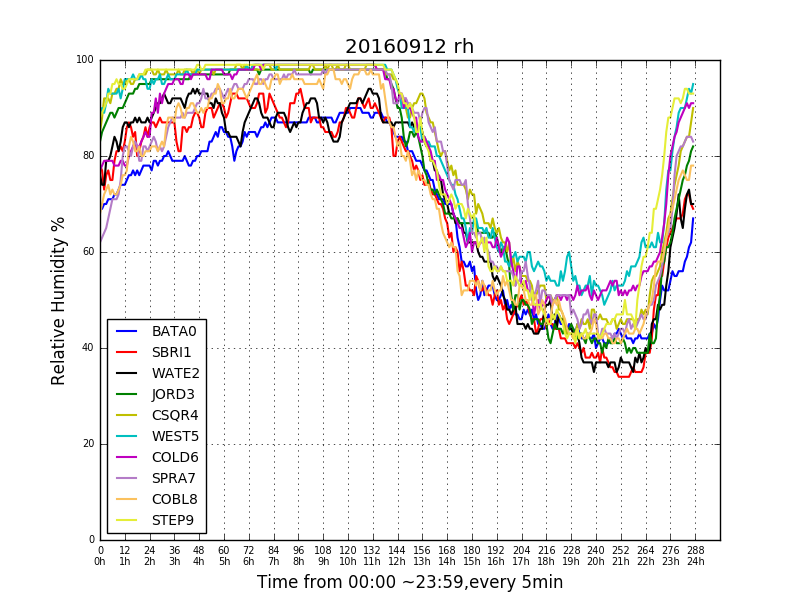 20160912 rh
100
80
60
40
20
0
Relative Humidity %
BATA0
SBRI1
WATE2
JORD3
CSQR4
WEST5
COLD6
SPRA7
COBL8
STEP9
0 12 24 36 48 60 72 84 96 108 120 132 144 156 168 180 192 204 216 228 240 252 264 276 288
0h 1h 2h 3h 4h 5h 6h 7h 8h 9h 10h 11h 12h 13h 14h 15h 16h 17h 18h 19h 20h 21h 22h 23h 24h
Time from 00:00 ~23:59,every 5min